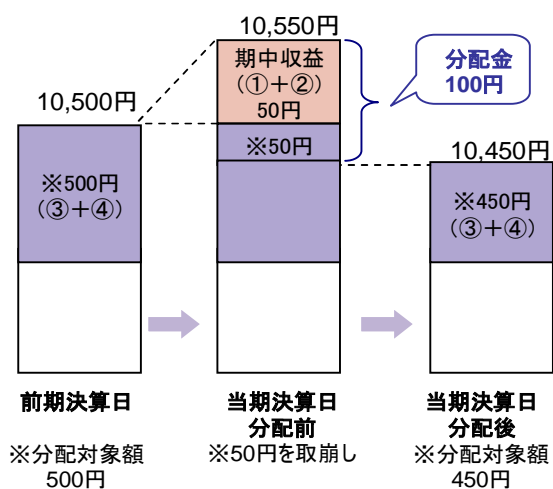 10,500円
※500円
（③＋④）
前期決算日
※分配対象額
500円
10,550円
期中収益
（①＋②）
50円
※50円
分配金
100円
当期決算日
分配前
※50円を取崩し
10,450円
※450円
（③＋④）
当期決算日
分配後
※分配対象額
450円